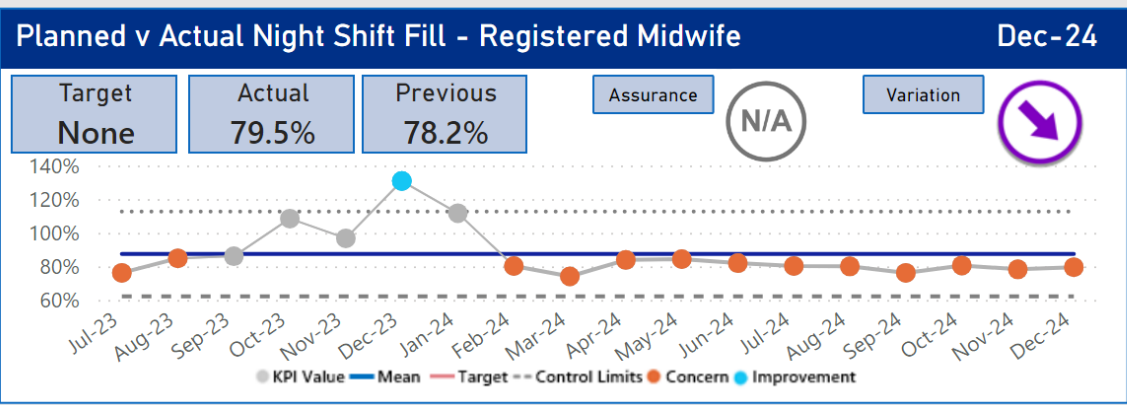 Planned v Actual Night Shift Fill - Registered Midwife Dec-24
Target Actual Previous Assurance N/A Variation
None 79.5% 78.2%
140%
120%
100%
80%
60%
Jul-23 Aug-23 Sep-23 Oct-23 Nov-23 Dec-23 Jan-24 Feb-24 Mar-24 Apr-24 May-24 Jun-24 Jul-24 Aug-24 Sep-24 Oct-24 Nov-24 Dec-24
KPI Value Mean Target Control Limits Concern Improvement